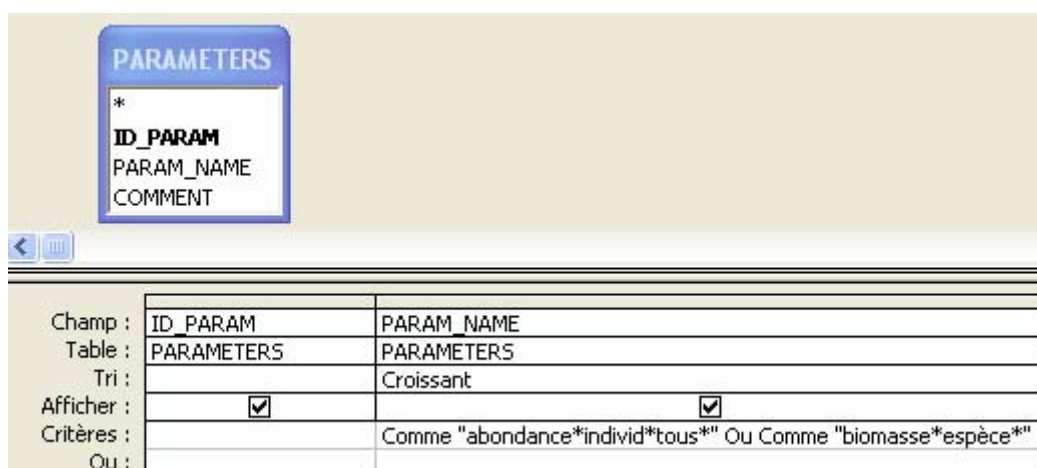 PARAMETERS
*
ID_PARAM
PARAM_NAME
COMMENT
Champ : ID_PARAM PARAM_NAME
Table : PARAMETERS PARAMETERS
Tri : Croissant
Afficher :
Critères : Comme "abondance*individ*tous*" Ou Comme "biomasse*espèce*"
Ou :